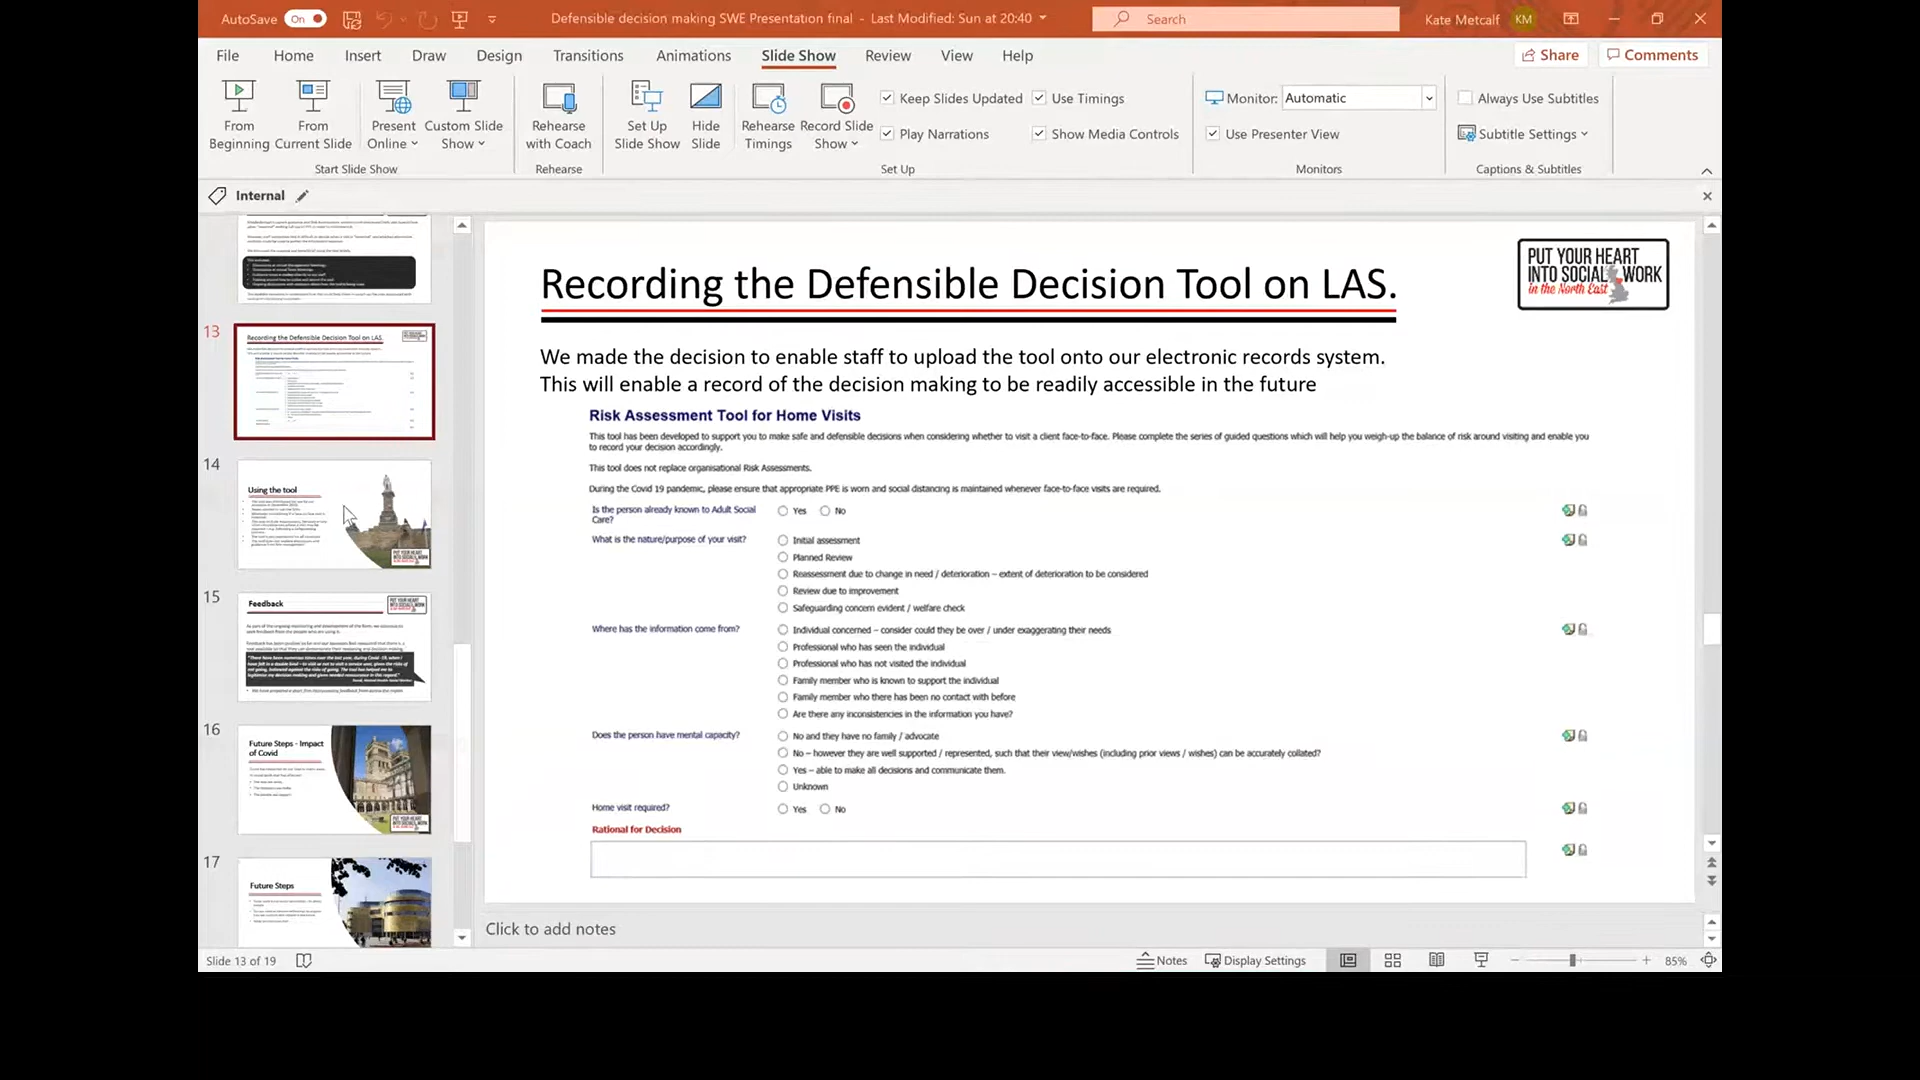 AutoSave On
Defensible decision making SWE Presentation final - Last Modified: Sun at 20:40
Search
Kate Metcalf KM
File Home Insert Draw Design Transitions Animations Slide Show Review View Help
Share Comments
From Beginning
From Current Slide
Present Online
Custom Slide Show
Start Slide Show
Rehearse with Coach
Rehearse
Set Up Slide Show
Hide Slide
Rehearse Timings
Record Slide Show
Keep Slides Updated
Play Narrations
Use Timings
Show Media Controls
Set Up
Monitor: Automatic
Use Presenter View
Monitors
Always Use Subtitles
Subtitle Settings
Captions & Subtitles
Internal
13
Recording the Defensible Decision Tool on LAS.
14
Using the tool
15
Feedback
16
Future Steps - Impact
of Covid
17
Future Steps
Recording the Defensible Decision Tool on LAS.
PUT YOUR HEART
INTO SOCIAL WORK
in the North East
We made the decision to enable staff to upload the tool onto our electronic records system.
This will enable a record of the decision making to be readily accessible in the future
Risk Assessment Tool for Home Visits
This tool has been developed to support you to make safe and defensible decisions when considering whether to visit a client face-to-face. Please complete the series of guided questions which will help you weigh-up the balance of risk around visiting and enable you
to record your decision accordingly.
This tool does not replace organisational Risk Assessments.
During the Covid 19 pandemic, please ensure that appropriate PPE is worn and social distancing is maintained whenever face-to-face visits are required.
Is the person already known to Adult Social
Care?
Yes No
What is the nature/purpose of your visit?
Initial assessment
Planned Review
Reassessment due to change in need / deterioration – extent of deterioration to be considered
Review due to improvement
Safeguarding concern evident / welfare check
Where has the information come from?
Individual concerned – consider could they be over / under exaggerating their needs
Professional who has seen the individual
Professional who has not visited the individual
Family member who is known to support the individual
Family member who there has been no contact with before
Are there any inconsistencies in the information you have?
Does the person have mental capacity?
No and they have no family / advocate
No – however they are well supported / represented, such that their view/wishes (including prior views / wishes) can be accurately collated?
Yes – able to make all decisions and communicate them.
Unknown
Home visit required?
Yes No
Rational for Decision
Click to add notes
Slide 13 of 19
Notes Display Settings 85%